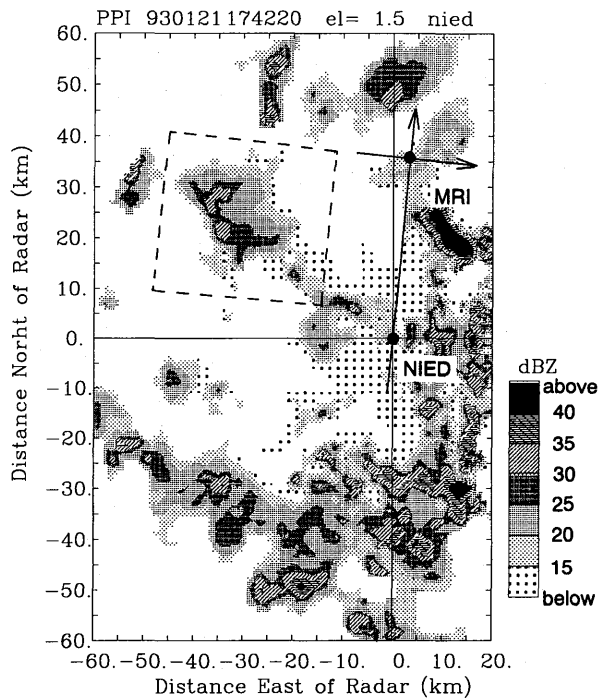 PPI 930121 174220 el= 1.5 nied
60.
50.
40.
30.
20.
10.
0.
-10.
-20.
-30.
-40.
-50.
-60.
Distance Norht of Radar (km)
MRI
NIED
dBZ
above
40
35
30
25
20
15
below
-60.-50.-40.-30.-20.-10. 0. 10. 20.
Distance East of Radar (km)